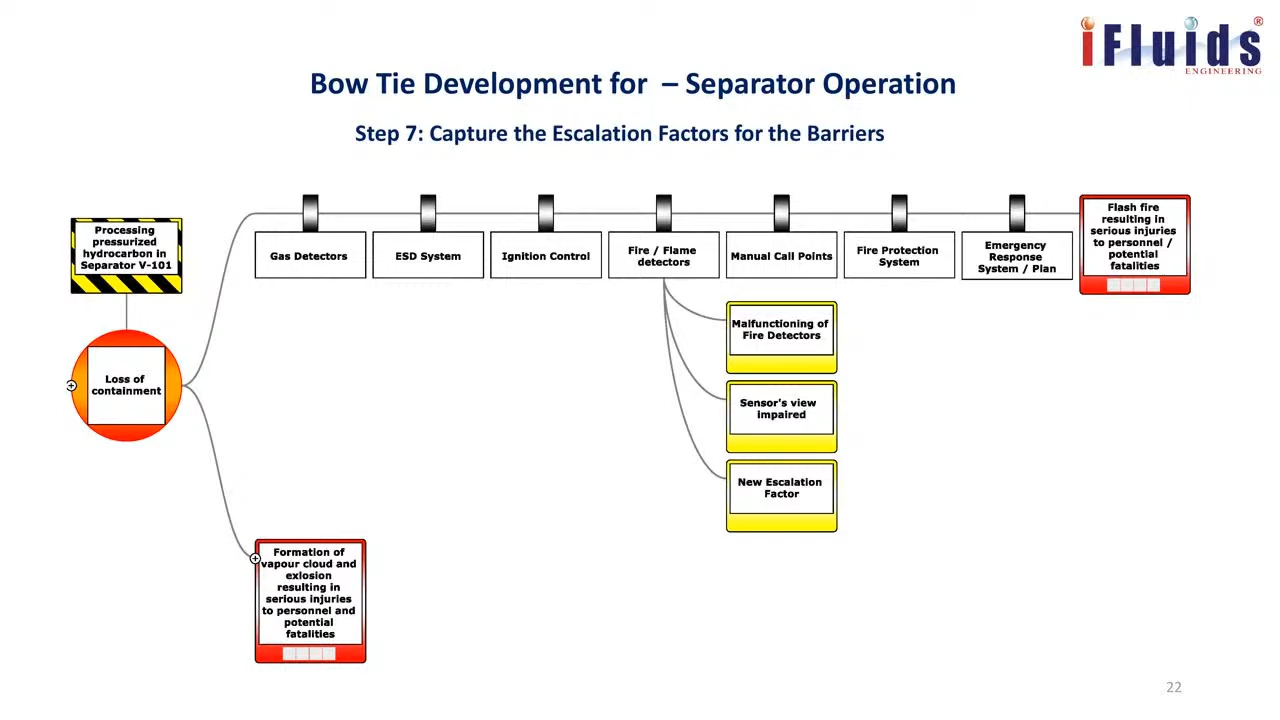 iFluids®
ENGINEERING
Bow Tie Development for – Separator Operation
Step 7: Capture the Escalation Factors for the Barriers
Processing
pressurized
hydrocarbon in
Separator V-101
Loss of
containment
Gas Detectors
ESD System
Ignition Control
Fire / Flame
detectors
Manual Call Points
Fire Protection
System
Emergency
Response
System / Plan
Flash fire
resulting in
serious injuries
to personnel /
potential
fatalities
Malfunctioning of
Fire Detectors
Sensor's view
impaired
New Escalation
Factor
Formation of
vapour cloud and
exlosion
resulting in
serious injuries
to personnel and
potential
fatalities
22